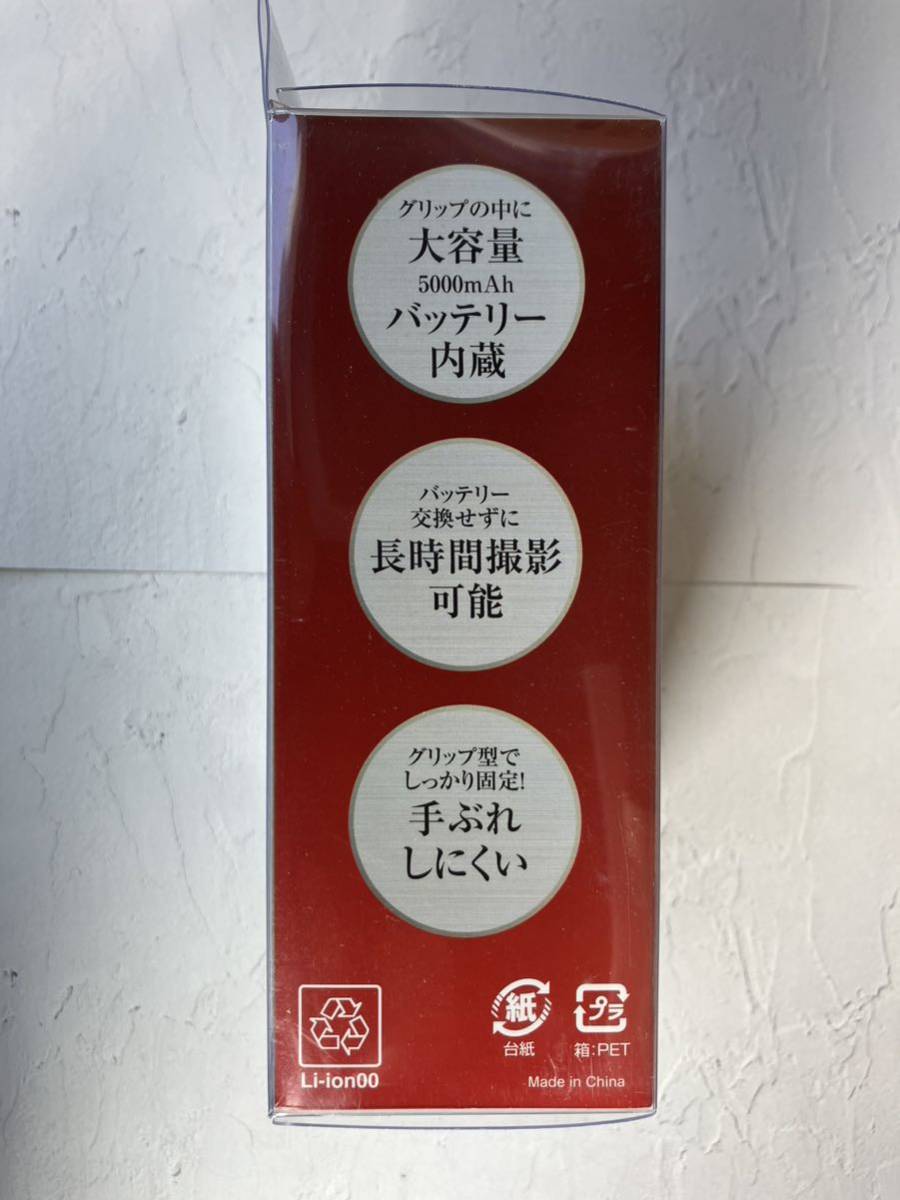 グリップの中に
大容量
5000mAh
バッテリー
内蔵
バッテリー
交換せずに
長時間撮影
可能
グリップ型で
しっかり固定!
手ぶれ
しにくい
Li-ion00
紙
台紙
プラ
箱:PET
Made in China